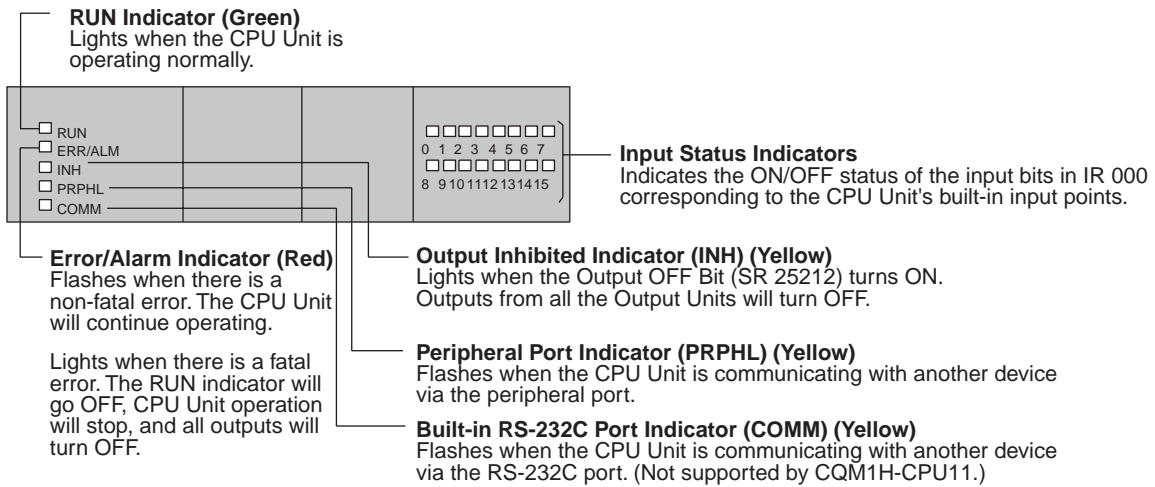 RUN Indicator (Green)
Lights when the CPU Unit is
operating normally.
RUN
ERR/ALM
INH
PRPHL
COMM
0 1 2 3 4 5 6 7
8 9 10 11 12 13 14 15
Input Status Indicators
Indicates the ON/OFF status of the input bits in IR 000
corresponding to the CPU Unit's built-in input points.
Error/Alarm Indicator (Red)
Flashes when there is a
non-fatal error. The CPU Unit
will continue operating.
Lights when there is a fatal
error. The RUN indicator will
go OFF, CPU Unit operation
will stop, and all outputs will
turn OFF.
Output Inhibited Indicator (INH) (Yellow)
Lights when the Output OFF Bit (SR 25212) turns ON.
Outputs from all the Output Units will turn OFF.
Peripheral Port Indicator (PRPHL) (Yellow)
Flashes when the CPU Unit is communicating with another device
via the peripheral port.
Built-in RS-232C Port Indicator (COMM) (Yellow)
Flashes when the CPU Unit is communicating with another device
via the RS-232C port. (Not supported by CQM1H-CPU11.)